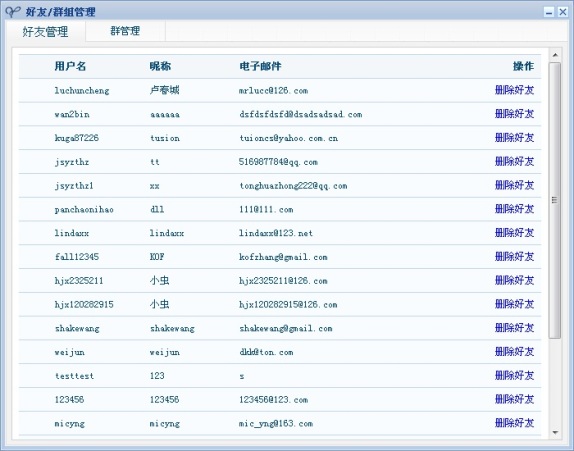 好友/群组管理
好友管理 群管理
用户名 昵称 电子邮件 操作
luchuncheng 卢春城 mrlucc@126.com 删除好友
wan2bin aaaaaa dsfdsfdsfd@dsadsadsad.com 删除好友
kuga87226 tusion tuioncs@yahoo.com.cn 删除好友
jsyzthz tt 516987784@qq.com 删除好友
jsyzthz1 xx tonghuazhong222@qq.com 删除好友
panchaonihao dll 111@111.com 删除好友
lindaxx lindaxx lindaxx@123.net 删除好友
fall12345 KOF kofzhang@gmail.com 删除好友
hjx2325211 小虫 hjx2325211@126.com 删除好友
hjx120282915 小虫 hjx120282915@126.com 删除好友
shakewang shakewang shakewang@gmail.com 删除好友
weijun weijun dkk@ton.com 删除好友
testtest 123 s 删除好友
123456 123456 123456@123.com 删除好友
micyng micyng mic_yng@163.com 删除好友